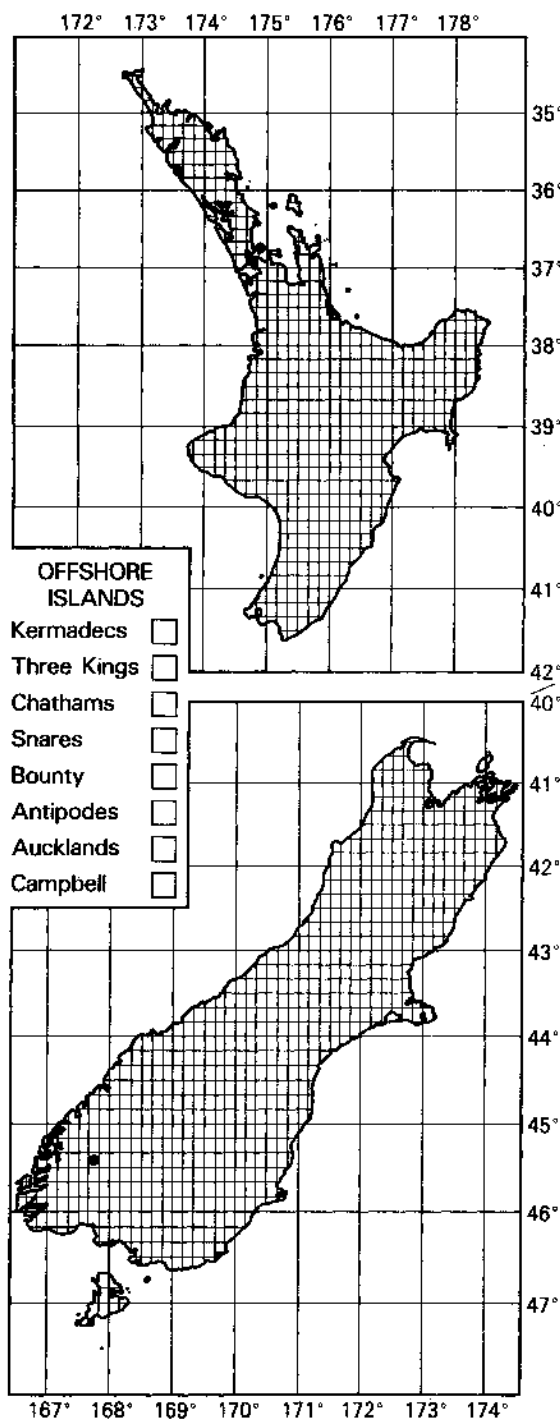 172° 173° 174° 175° 176° 177° 178°
35°
36°
37°
38°
39°
40°
41°
42°
OFFSHORE
ISLANDS
Kermadecs
Three Kings
Chathams
Snares
Bounty
Antipodes
Aucklands
Campbell
40°
41°
42°
43°
44°
45°
46°
47°
167° 168° 169° 170° 171° 172° 173° 174°